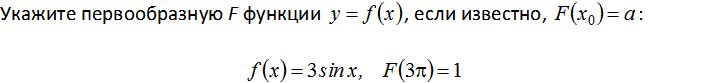 Укажите первообразную F функции y = f(x), если известно, F(x₀) = a :
f(x) = 3sin x, F(3π) = 1